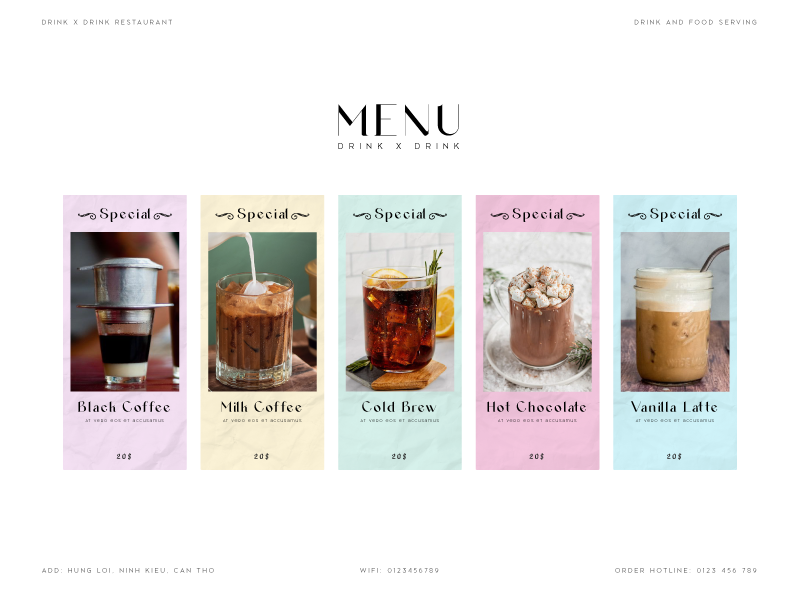 DRINK X DRINK RESTAURANT
DRINK AND FOOD SERVING
MENU
DRINK X DRINK
Special
Special
Special
Special
Special
Black Coffee
Milk Coffee
Cold Brew
Hot Chocolate
Vanilla Latte
At vero eos et accusamus
At vero eos et accusamus
At vero eos et accusamus
At vero eos et accusamus
At vero eos et accusamus
20$
20$
20$
20$
20$
ADD: HUNG LOI, NINH KIEU, CAN THO
WIFI: 0123456789
ORDER HOTLINE: 0123 456 789